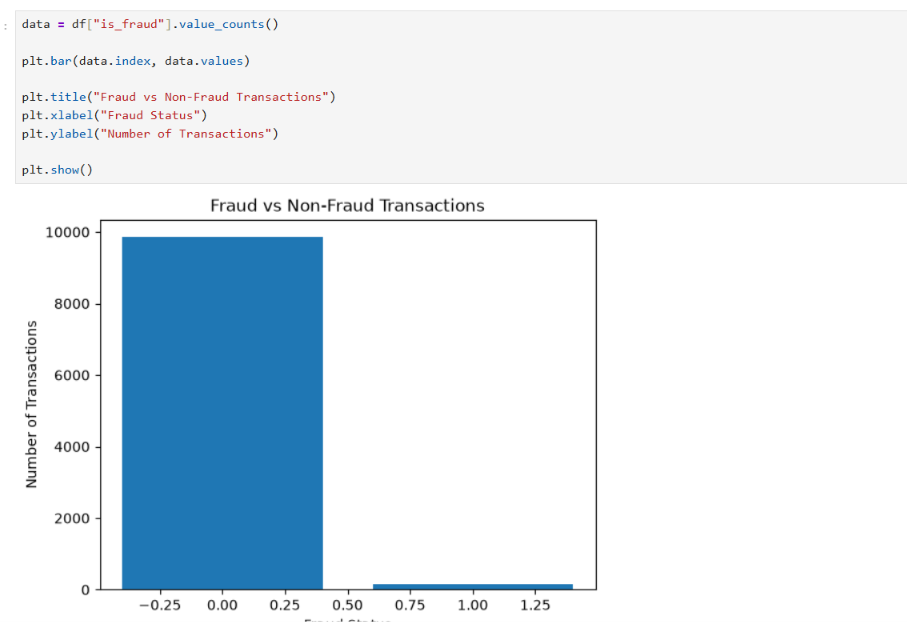 :
data = df["is_fraud"].value_counts()
plt.bar(data.index, data.values)
plt.title("Fraud vs Non-Fraud Transactions")
plt.xlabel("Fraud Status")
plt.ylabel("Number of Transactions")
plt.show()
Fraud vs Non-Fraud Transactions
10000
8000
6000
4000
2000
0
Number of Transactions
−0.25 0.00 0.25 0.50 0.75 1.00 1.25
Fraud Status